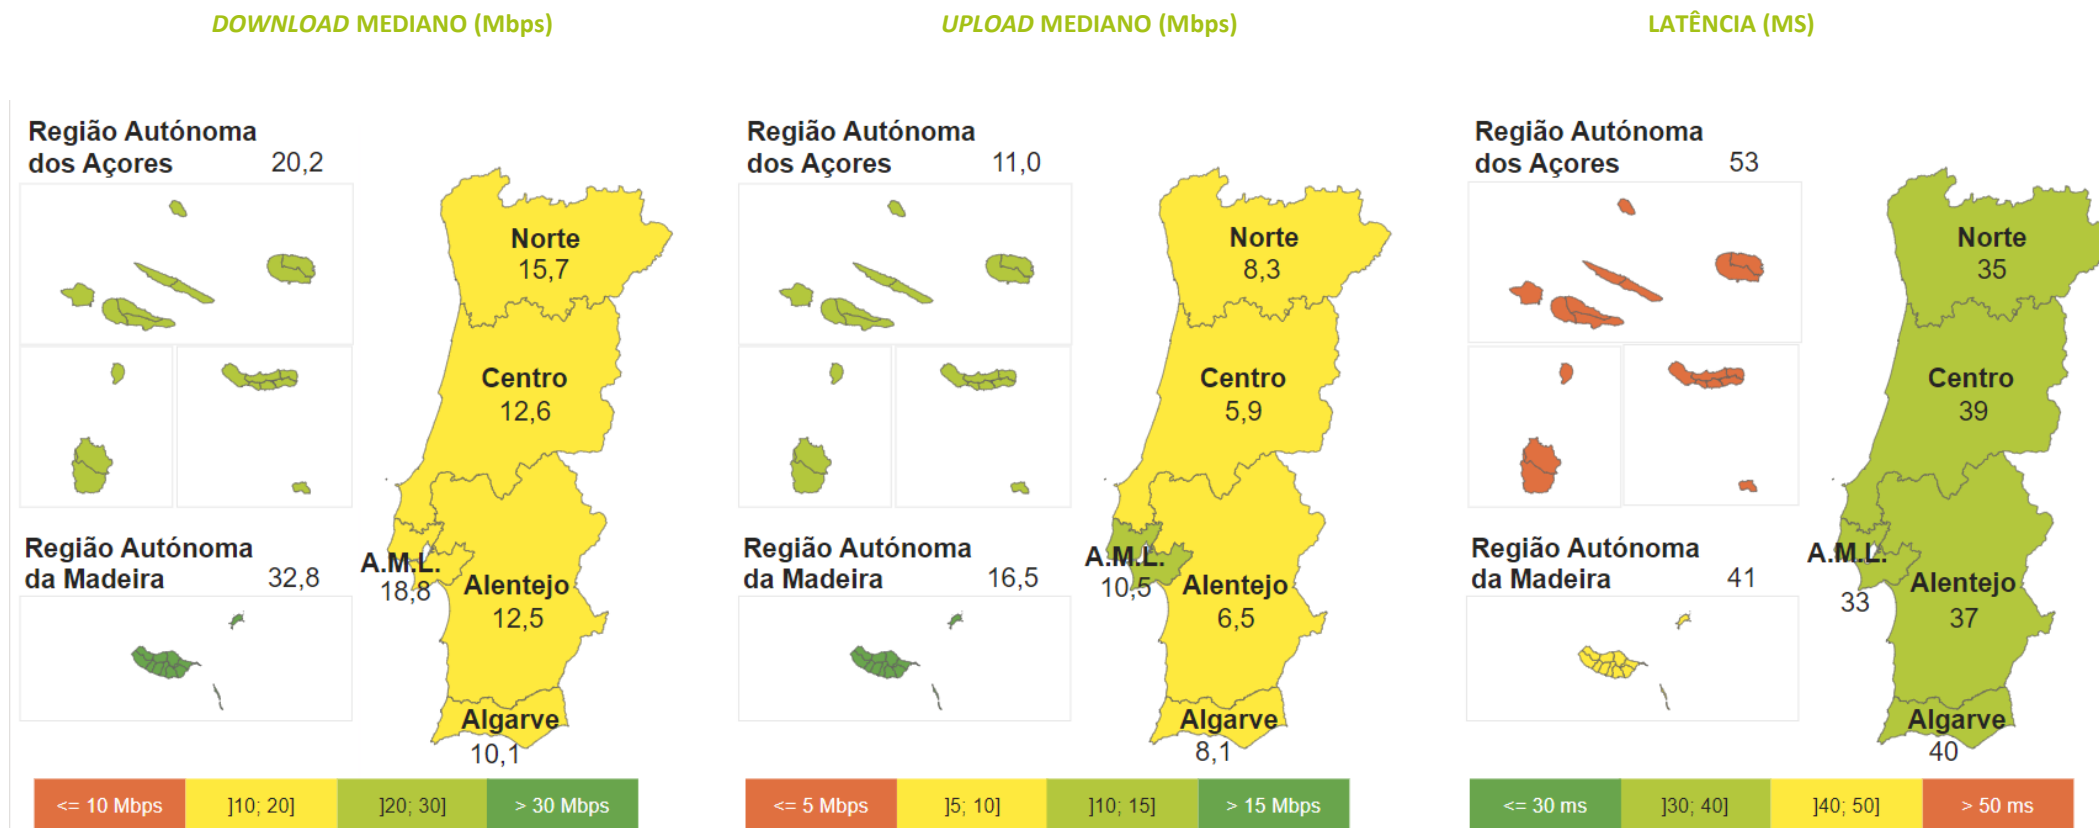 DOWNLOAD MEDIANO (Mbps)
Região Autónoma
dos Açores 20,2
Norte
15,7
Centro
12,6
Região Autónoma
da Madeira 32,8
A.M.L.
18,8
Alentejo
12,5
Algarve
10,1
<= 10 Mbps ]10; 20] ]20; 30] > 30 Mbps
UPLOAD MEDIANO (Mbps)
Região Autónoma
dos Açores 11,0
Norte
8,3
Centro
5,9
Região Autónoma
da Madeira 16,5
A.M.L.
10,5
Alentejo
6,5
Algarve
8,1
<= 5 Mbps ]5; 10] ]10; 15] > 15 Mbps
LATÊNCIA (MS)
Região Autónoma
dos Açores 53
Norte
35
Centro
39
Região Autónoma
da Madeira 41
A.M.L.
33
Alentejo
37
Algarve
40
<= 30 ms ]30; 40] ]40; 50] > 50 ms